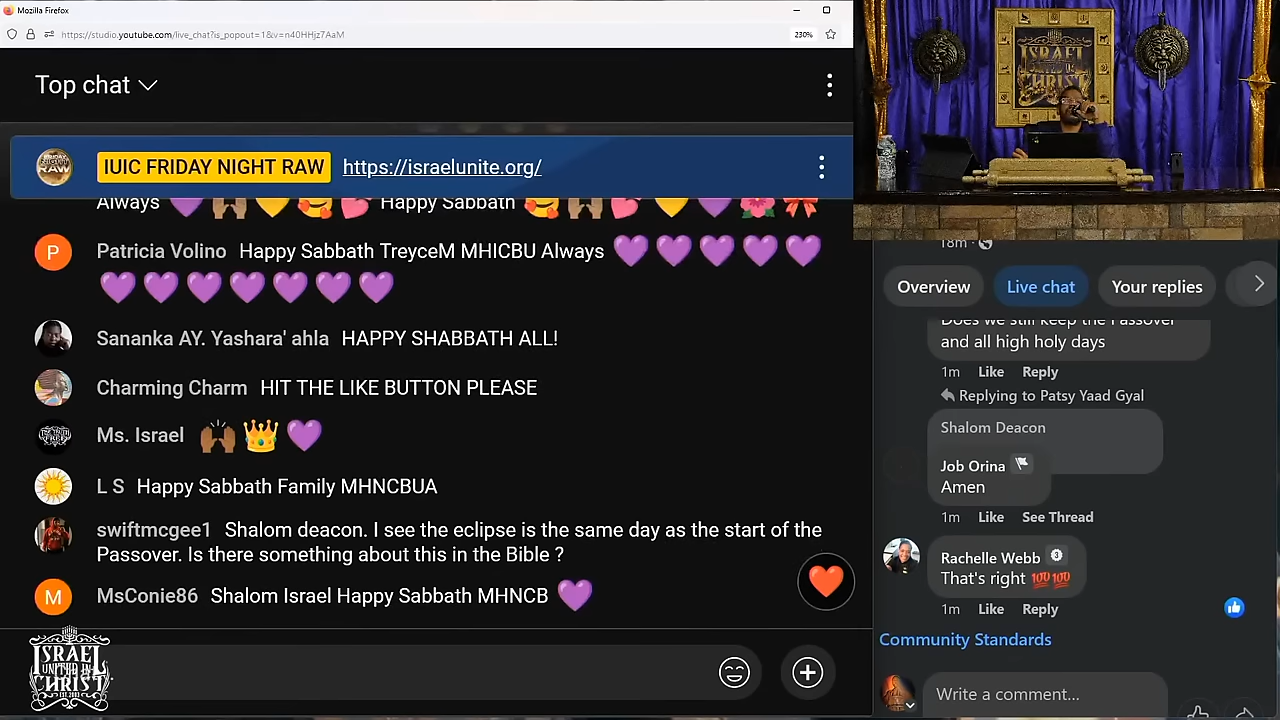 Mozilla Firefox
https://studio.youtube.com/live_chat?is_popout=1&v=n40HHjz7AaM
230%
Top chat
IUIC FRIDAY NIGHT RAW https://israelunite.org/
Always 💜 🙌🏾 💛 🥰 💕 Happy Sabbath 🥰 🙌🏾 💕 💛 💜 🌺 🎀
Patricia Volino Happy Sabbath TreyceM MHICBU Always 💜 💜 💜 💜 💜
💜 💜 💜 💜 💜 💜 💜
Sananka AY. Yashara' ahla HAPPY SHABBATH ALL!
Charming Charm HIT THE LIKE BUTTON PLEASE
Ms. Israel 🙌🏾 👑 💜
L S Happy Sabbath Family MHNCBUA
swiftmcgee1 Shalom deacon. I see the eclipse is the same day as the start of the
Passover. Is there something about this in the Bible ?
M MsConie86 Shalom Israel Happy Sabbath MHNCB 💜
ISRAEL
UNITED IN
CHRIST
EST. 2003
ISRAEL
UNITED IN
CHRIST
18m
Overview Live chat Your replies
Does we still keep the Passover
and all high holy days
1m Like Reply
Replying to Patsy Yaad Gyal
Shalom Deacon
Job Orina
Amen
1m Like See Thread
Rachelle Webb
That's right 💯💯
1m Like Reply
Community Standards
Write a comment...